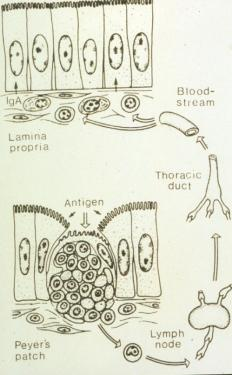 IgA
Blood-
stream
Lamina
propria
Thoracic
duct
Antigen
Peyer's
patch
Lymph
node